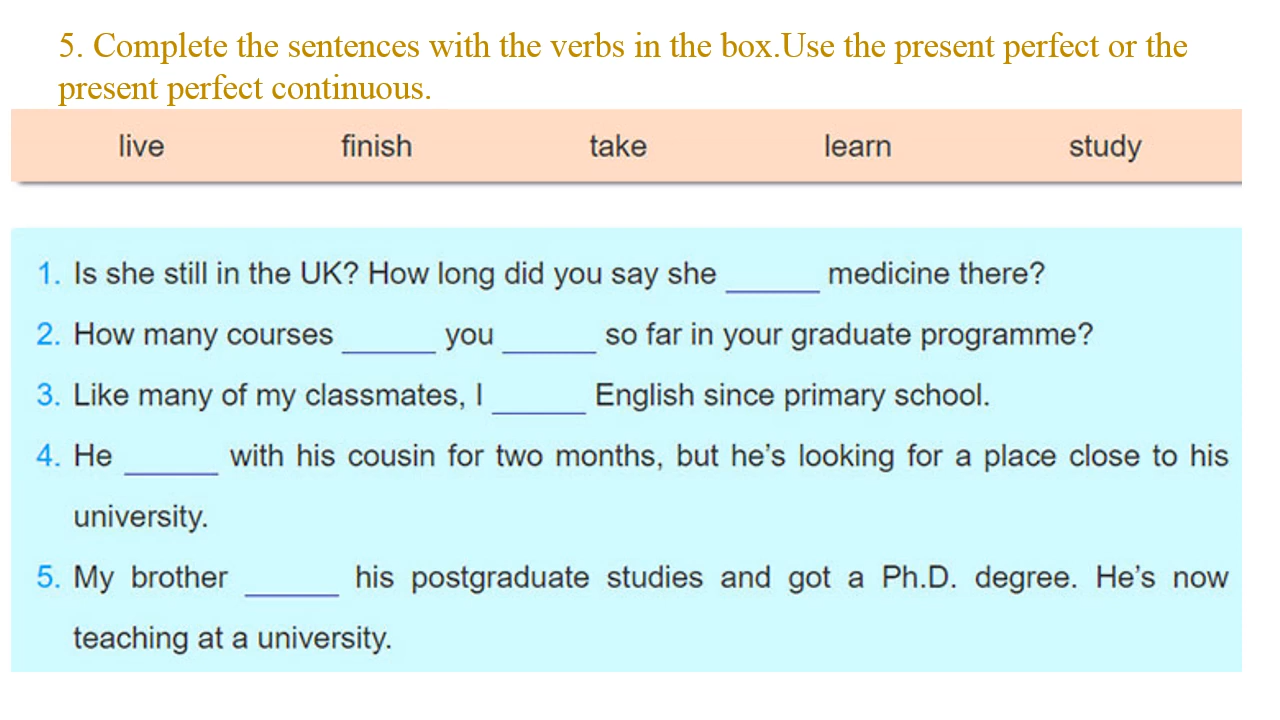 5. Complete the sentences with the verbs in the box.Use the present perfect or the
present perfect continuous.
live finish take learn study
1. Is she still in the UK? How long did you say she ______ medicine there?
2. How many courses ______ you ______ so far in your graduate programme?
3. Like many of my classmates, I ______ English since primary school.
4. He ______ with his cousin for two months, but he’s looking for a place close to his
university.
5. My brother ______ his postgraduate studies and got a Ph.D. degree. He’s now
teaching at a university.